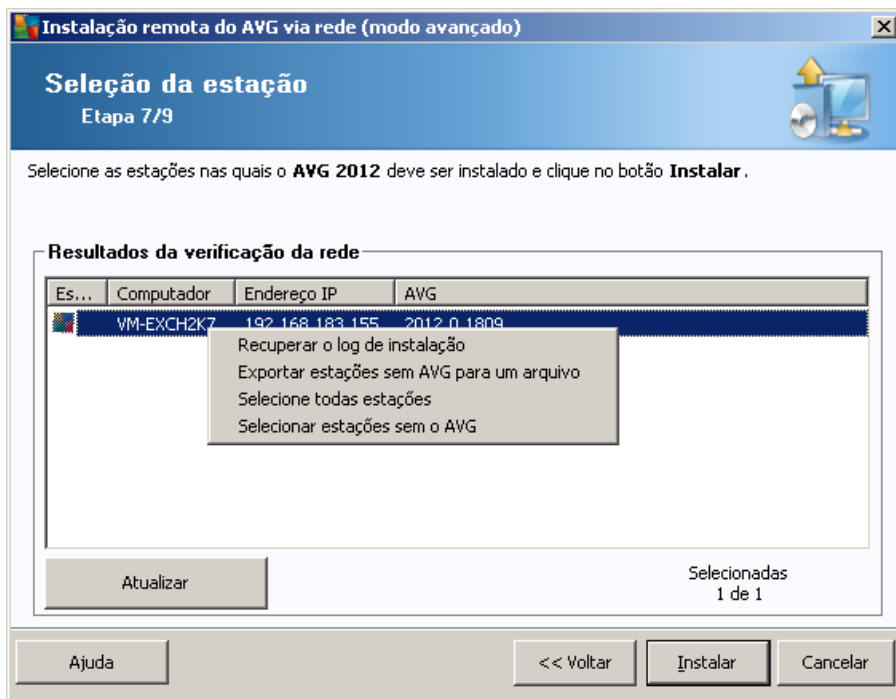 Instalação remota do AVG via rede (modo avançado)
Seleção da estação
Etapa 7/9
Selecione as estações nas quais o AVG 2012 deve ser instalado e clique no botão Instalar.
Resultados da verificação da rede
Es... Computador Endereço IP AVG
VM-EXCH2K7 192.168.183.155 2012.0.1809
Recuperar o log de instalação
Exportar estações sem AVG para um arquivo
Selecione todas estações
Selecionar estações sem o AVG
Atualizar
Selecionadas
1 de 1
Ajuda << Voltar Instalar Cancelar